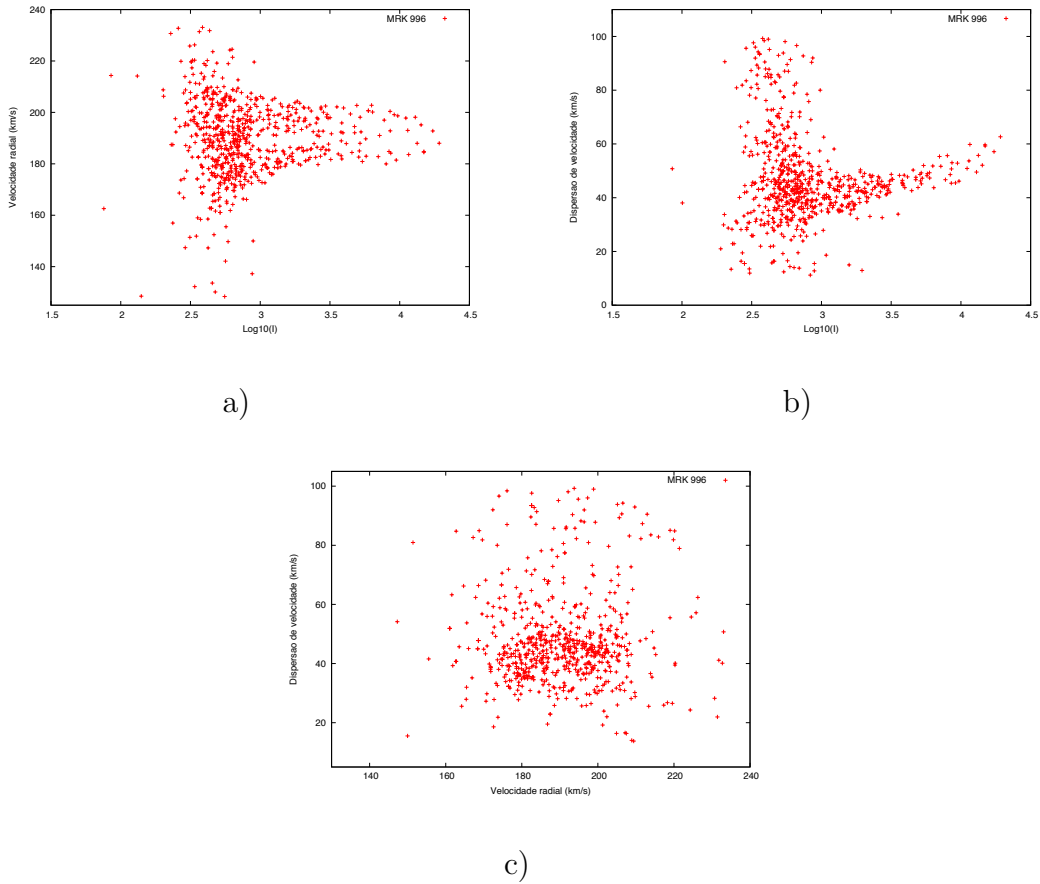 MRK 996
Velocidade radial (km/s)
240
220
200
180
160
140
1.5 2 2.5 3 3.5 4 4.5
Log10(I)
a)
MRK 996
Dispersao de velocidade (km/s)
100
80
60
40
20
0
1.5 2 2.5 3 3.5 4 4.5
Log10(I)
b)
MRK 996
Dispersao de velocidade (km/s)
100
80
60
40
20
140 160 180 200 220 240
Velocidade radial (km/s)
c)